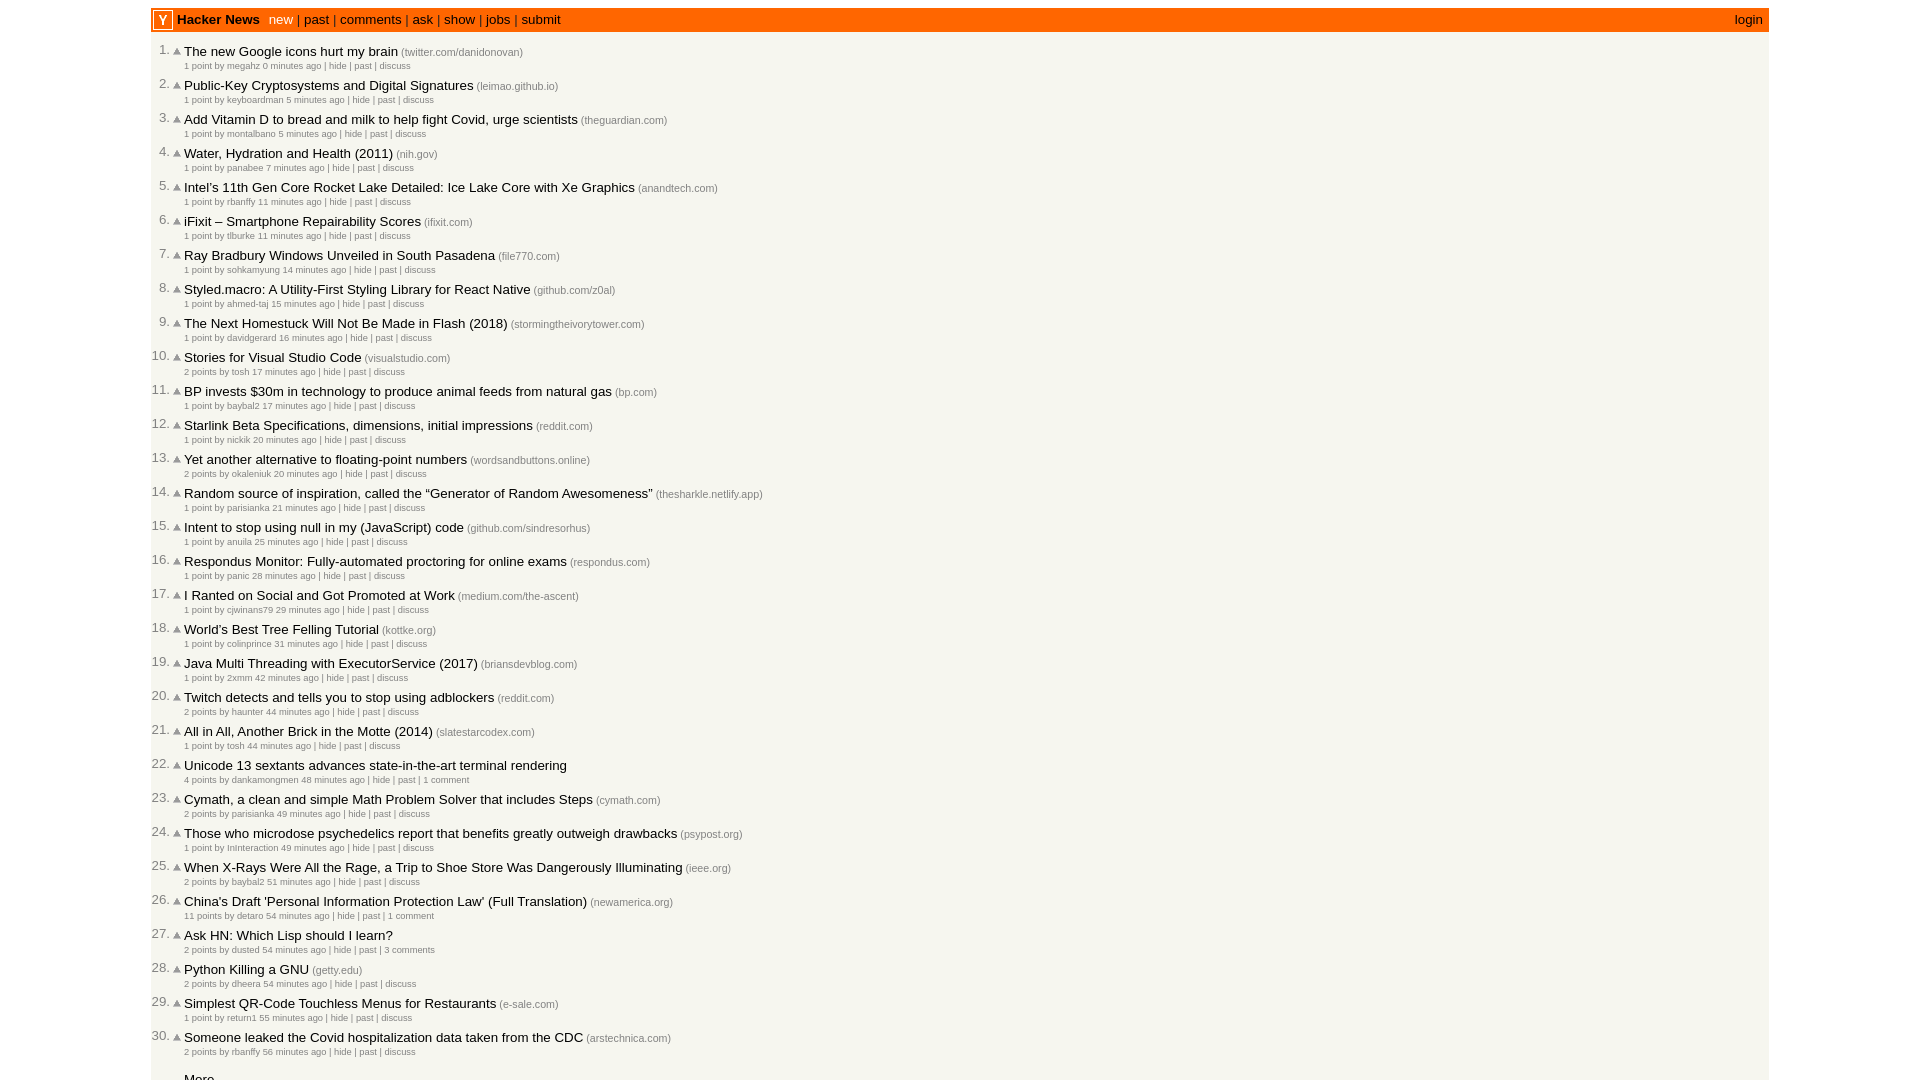 Y Hacker News new | past | comments | ask | show | jobs | submit login
1. The new Google icons hurt my brain (twitter.com/danidonovan)
1 point by megahz 0 minutes ago | hide | past | discuss
2. Public-Key Cryptosystems and Digital Signatures (leimao.github.io)
1 point by keyboardman 5 minutes ago | hide | past | discuss
3. Add Vitamin D to bread and milk to help fight Covid, urge scientists (theguardian.com)
1 point by montalbano 5 minutes ago | hide | past | discuss
4. Water, Hydration and Health (2011) (nih.gov)
1 point by panabee 7 minutes ago | hide | past | discuss
5. Intel’s 11th Gen Core Rocket Lake Detailed: Ice Lake Core with Xe Graphics (anandtech.com)
1 point by rbanffy 11 minutes ago | hide | past | discuss
6. iFixit – Smartphone Repairability Scores (ifixit.com)
1 point by tlburke 11 minutes ago | hide | past | discuss
7. Ray Bradbury Windows Unveiled in South Pasadena (file770.com)
1 point by sohkamyung 14 minutes ago | hide | past | discuss
8. Styled.macro: A Utility-First Styling Library for React Native (github.com/z0al)
1 point by ahmed-taj 15 minutes ago | hide | past | discuss
9. The Next Homestuck Will Not Be Made in Flash (2018) (stormingtheivorytower.com)
1 point by davidgerard 16 minutes ago | hide | past | discuss
10. Stories for Visual Studio Code (visualstudio.com)
2 points by tosh 17 minutes ago | hide | past | discuss
11. BP invests $30m in technology to produce animal feeds from natural gas (bp.com)
1 point by baybal2 17 minutes ago | hide | past | discuss
12. Starlink Beta Specifications, dimensions, initial impressions (reddit.com)
1 point by nickik 20 minutes ago | hide | past | discuss
13. Yet another alternative to floating-point numbers (wordsandbuttons.online)
2 points by okaleniuk 20 minutes ago | hide | past | discuss
14. Random source of inspiration, called the “Generator of Random Awesomeness” (thesharkle.netlify.app)
1 point by parisianka 21 minutes ago | hide | past | discuss
15. Intent to stop using null in my (JavaScript) code (github.com/sindresorhus)
1 point by anuila 25 minutes ago | hide | past | discuss
16. Respondus Monitor: Fully-automated proctoring for online exams (respondus.com)
1 point by panic 28 minutes ago | hide | past | discuss
17. I Ranted on Social and Got Promoted at Work (medium.com/the-ascent)
1 point by cjwinans79 29 minutes ago | hide | past | discuss
18. World’s Best Tree Felling Tutorial (kottke.org)
1 point by colinprince 31 minutes ago | hide | past | discuss
19. Java Multi Threading with ExecutorService (2017) (briansdevblog.com)
1 point by 2xmm 42 minutes ago | hide | past | discuss
20. Twitch detects and tells you to stop using adblockers (reddit.com)
2 points by haunter 44 minutes ago | hide | past | discuss
21. All in All, Another Brick in the Motte (2014) (slatestarcodex.com)
1 point by tosh 44 minutes ago | hide | past | discuss
22. Unicode 13 sextants advances state-in-the-art terminal rendering
4 points by dankamongmen 48 minutes ago | hide | past | 1 comment
23. Cymath, a clean and simple Math Problem Solver that includes Steps (cymath.com)
2 points by parisianka 49 minutes ago | hide | past | discuss
24. Those who microdose psychedelics report that benefits greatly outweigh drawbacks (psypost.org)
1 point by InInteraction 49 minutes ago | hide | past | discuss
25. When X-Rays Were All the Rage, a Trip to Shoe Store Was Dangerously Illuminating (ieee.org)
2 points by baybal2 51 minutes ago | hide | past | discuss
26. China's Draft 'Personal Information Protection Law' (Full Translation) (newamerica.org)
11 points by detaro 54 minutes ago | hide | past | 1 comment
27. Ask HN: Which Lisp should I learn?
2 points by dusted 54 minutes ago | hide | past | 3 comments
28. Python Killing a GNU (getty.edu)
2 points by dheera 54 minutes ago | hide | past | discuss
29. Simplest QR-Code Touchless Menus for Restaurants (e-sale.com)
1 point by return1 55 minutes ago | hide | past | discuss
30. Someone leaked the Covid hospitalization data taken from the CDC (arstechnica.com)
2 points by rbanffy 56 minutes ago | hide | past | discuss
More